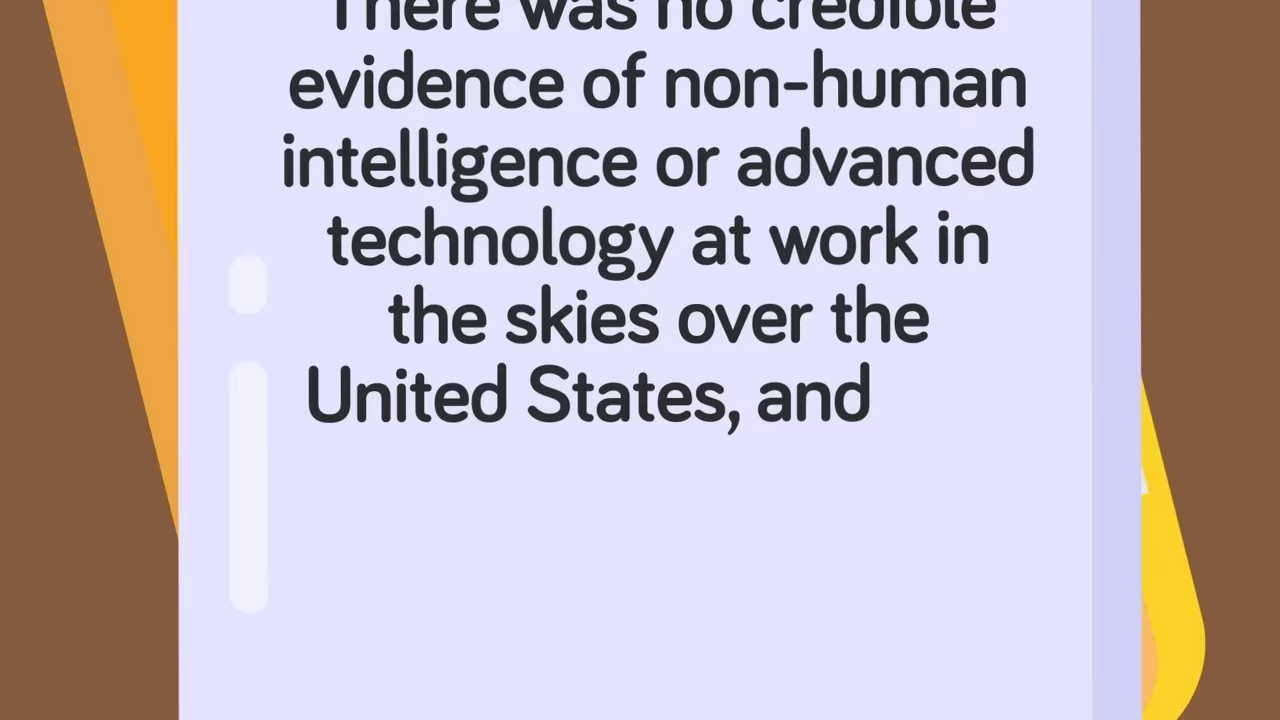 There was no credible
evidence of non-human
intelligence or advanced
technology at work in
the skies over the
United States, and